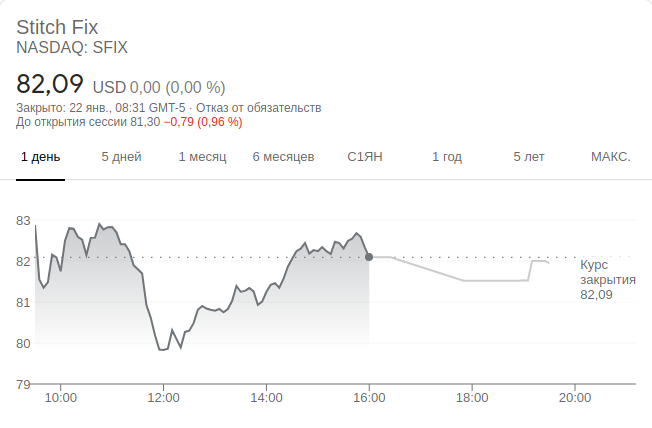 Stitch Fix
NASDAQ: SFIX
82,09 USD 0,00 (0,00 %)
Закрыто: 22 янв., 08:31 GMT-5 · Отказ от обязательств
До открытия сессии 81,30 −0,79 (0,96 %)
1 день 5 дней 1 месяц 6 месяцев С1ЯН 1 год 5 лет МАКС.
83
82
81
80
79
Курс
закрытия
82,09
10:00 12:00 14:00 16:00 18:00 20:00